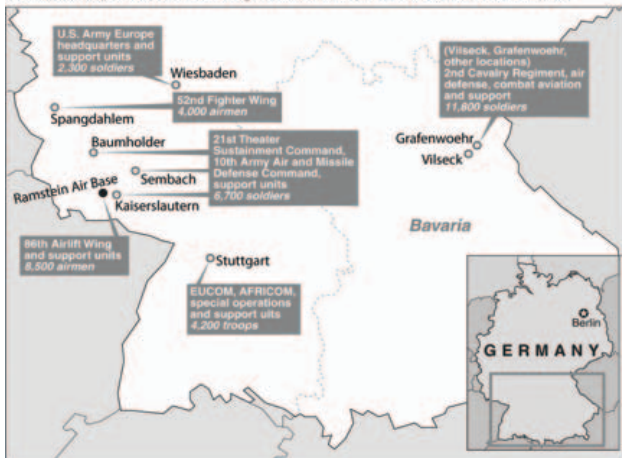 U.S. Army Europe
headquarters and
support units
2,300 soldiers
Wiesbaden
(Vilseck, Grafenwoehr,
other locations)
2nd Cavalry Regiment, air
defense, combat aviation
and support
11,800 soldiers
52nd Fighter Wing
4,000 airmen
Spangdahlem
Baumholder
21st Theater
Sustainment Command,
10th Army Air and Missile
Defense Command,
support units
6,700 soldiers
Grafenwoehr
Vilseck
Sembach
Ramstein Air Base
Kaiserslautern
Bavaria
86th Airlift Wing
and support units
8,500 airmen
Stuttgart
EUCOM, AFRICOM,
special operations
and support uits
4,200 troops
Berlin
GERMANY